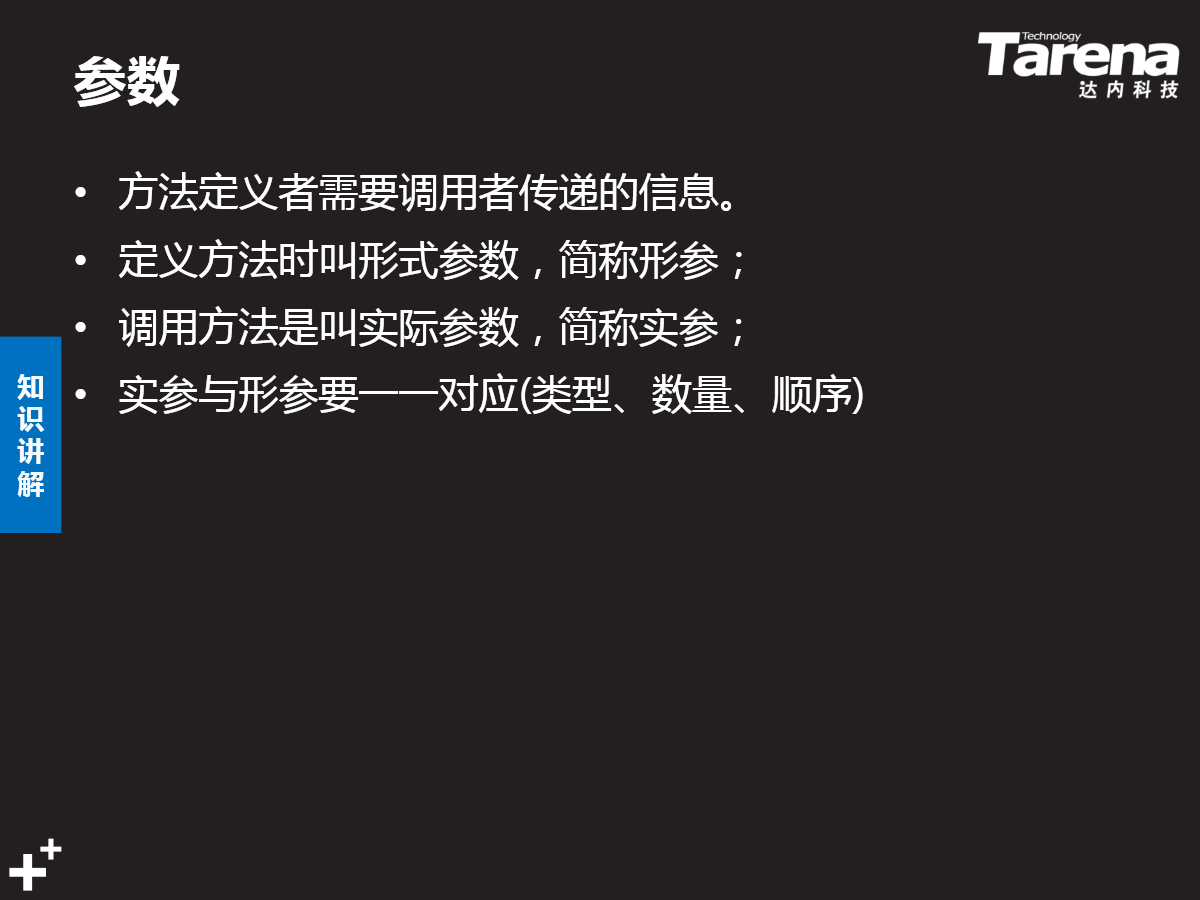 参数
Technology
Tarena
达内科技
• 方法定义者需要调用者传递的信息。
• 定义方法时叫形式参数，简称形参；
• 调用方法是叫实际参数，简称实参；
• 实参与形参要一一对应(类型、数量、顺序)
知
识
讲
解